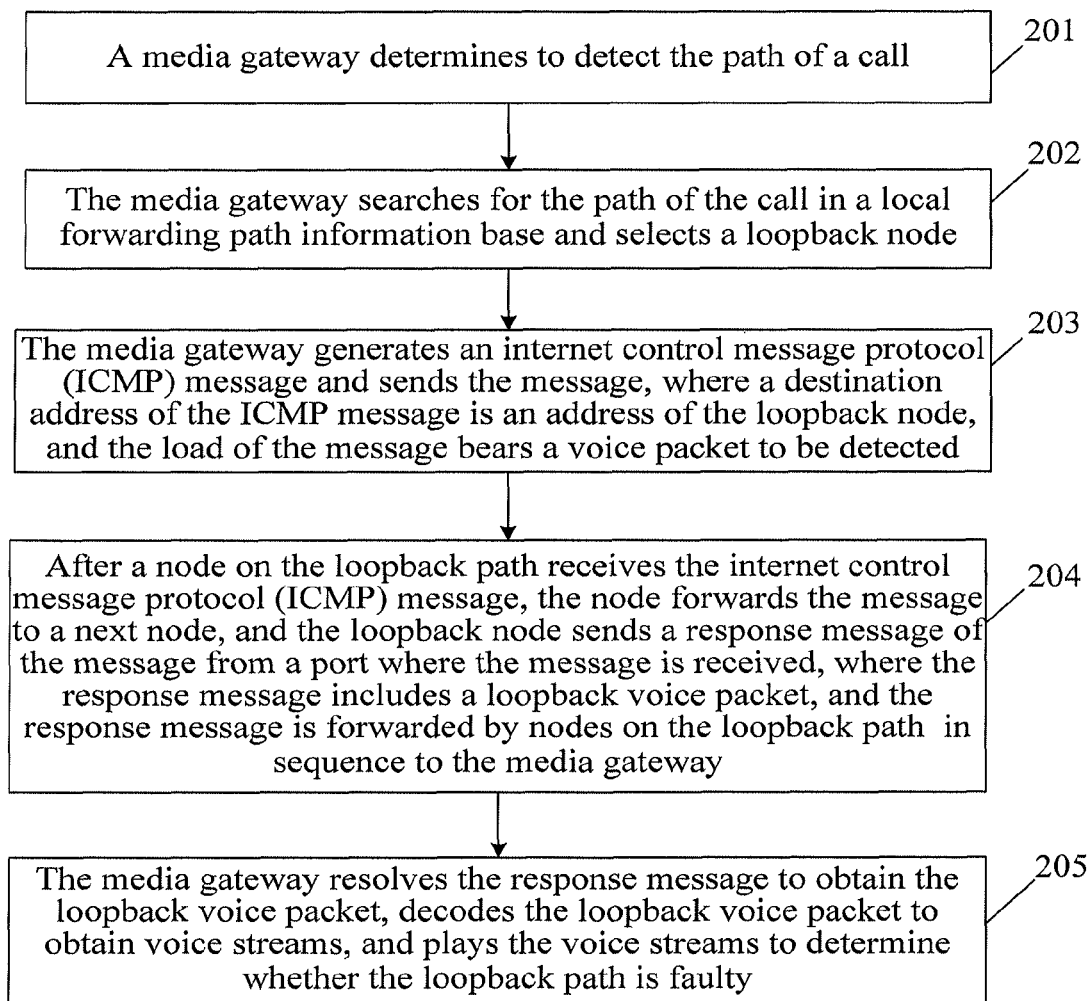 201
A media gateway determines to detect the path of a call
202
The media gateway searches for the path of the call in a local
forwarding path information base and selects a loopback node
203
The media gateway generates an internet control message protocol
(ICMP) message and sends the message, where a destination
address of the ICMP message is an address of the loopback node,
and the load of the message bears a voice packet to be detected
204
After a node on the loopback path receives the internet control
message protocol (ICMP) message, the node forwards the message
to a next node, and the loopback node sends a response message of
the message from a port where the message is received, where the
response message includes a loopback voice packet, and the
response message is forwarded by nodes on the loopback path in
sequence to the media gateway
205
The media gateway resolves the response message to obtain the
loopback voice packet, decodes the loopback voice packet to
obtain voice streams, and plays the voice streams to determine
whether the loopback path is faulty